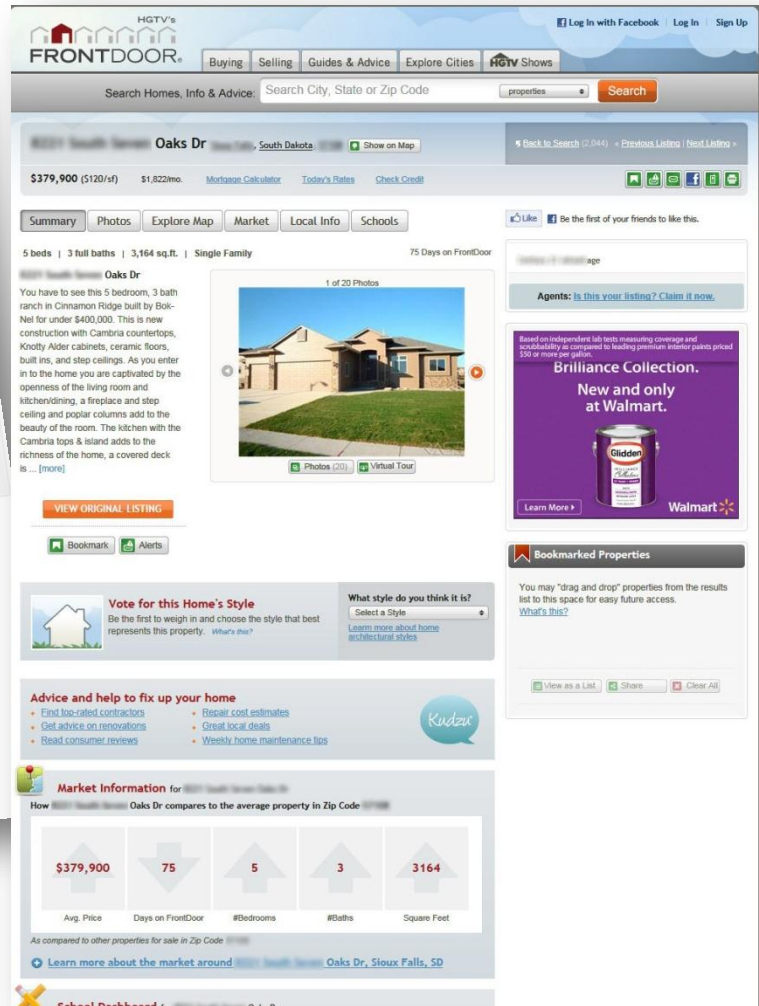 HGTV's
FRONTDOOR®
Log In with Facebook | Log In | Sign Up
Buying
Selling
Guides & Advice
Explore Cities
HGTV Shows
Search Homes, Info & Advice:
Search City, State or Zip Code
properties
Search
Oaks Dr
, South Dakota
Show on Map
Back to Search (2,044) « Previous Listing | Next Listing »
$379,900 ($120/sf)
$1,822/mo.
Mortgage Calculator
Today's Rates
Check Credit
Summary
Photos
Explore Map
Market
Local Info
Schools
Like
Be the first of your friends to like this.
5 beds | 3 full baths | 3,164 sq.ft. | Single Family
75 Days on FrontDoor
Oaks Dr
You have to see this 5 bedroom, 3 bath
ranch in Cinnamon Ridge built by Bok-
Nel for under $400,000. This is new
construction with Cambria countertops,
Knotty Alder cabinets, ceramic floors,
built ins, and step ceilings. As you enter
in to the home you are captivated by the
openness of the living room and
kitchen/dining, a fireplace and step
ceiling and poplar columns add to the
beauty of the room. The kitchen with the
Cambria tops & island adds to the
richness of the home, a covered deck
is ... [more]
1 of 20 Photos
Photos (20)
Virtual Tour
VIEW ORIGINAL LISTING
Bookmark
Alerts
age
Agents: Is this your listing? Claim it now.
Based on independent lab tests measuring coverage and
scrubbability as compared to leading premium interior paints priced
$50 or more per gallon.
Brilliance Collection.
New and only
at Walmart.
Glidden
Learn More
Walmart
Bookmarked Properties
You may "drag and drop" properties from the results
list to this space for easy future access.
What's this?
View as a List
Share
Clear All
Vote for this Home's Style
Be the first to weigh in and choose the style that best
represents this property. What's this?
What style do you think it is?
Select a Style
Learn more about home
architectural styles
Advice and help to fix up your home
Find top-rated contractors
Get advice on renovations
Read consumer reviews
Repair cost estimates
Great local deals
Weekly home maintenance tips
Kudzu
Market Information for
How Oaks Dr compares to the average property in Zip Code
$379,900
Avg. Price
75
Days on FrontDoor
5
#Bedrooms
3
#Baths
3164
Square Feet
As compared to other properties for sale in Zip Code
Learn more about the market around Oaks Dr, Sioux Falls, SD
School Dashboard